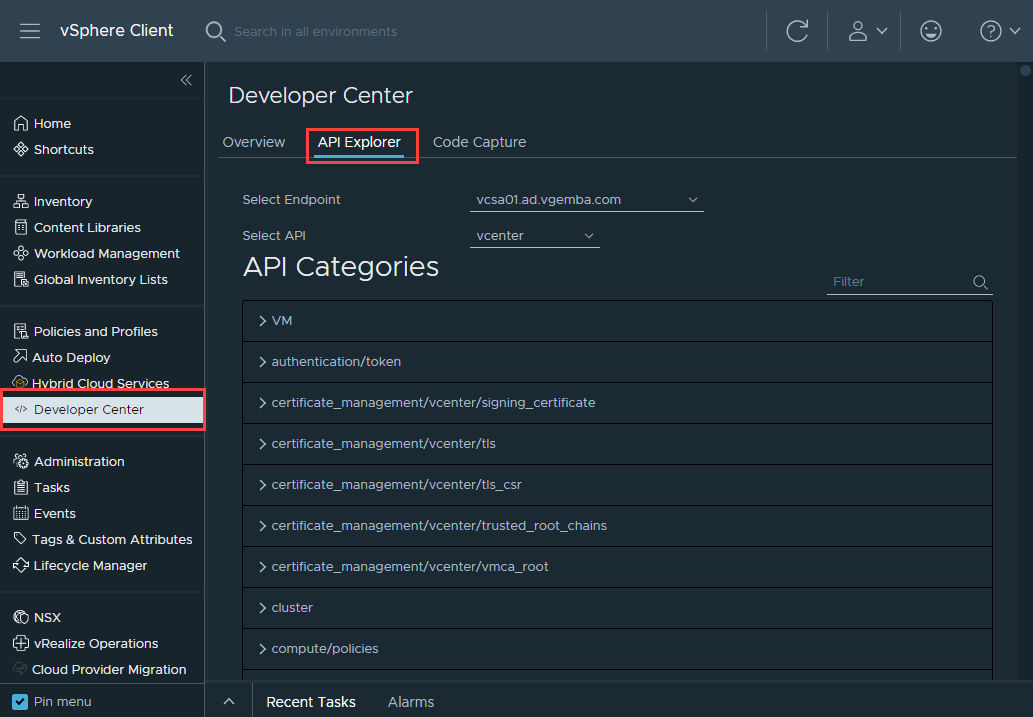 vSphere Client
Search in all environments
Home
Shortcuts
Inventory
Content Libraries
Workload Management
Global Inventory Lists
Policies and Profiles
Auto Deploy
Hybrid Cloud Services
</> Developer Center
Administration
Tasks
Events
Tags & Custom Attributes
Lifecycle Manager
NSX
vRealize Operations
Cloud Provider Migration
Pin menu
Developer Center
Overview API Explorer Code Capture
Select Endpoint vcsa01.ad.vgemba.com
Select API vcenter
API Categories
Filter
VM
authentication/token
certificate_management/vcenter/signing_certificate
certificate_management/vcenter/tls
certificate_management/vcenter/tls_csr
certificate_management/vcenter/trusted_root_chains
certificate_management/vcenter/vmca_root
cluster
compute/policies
Recent Tasks Alarms